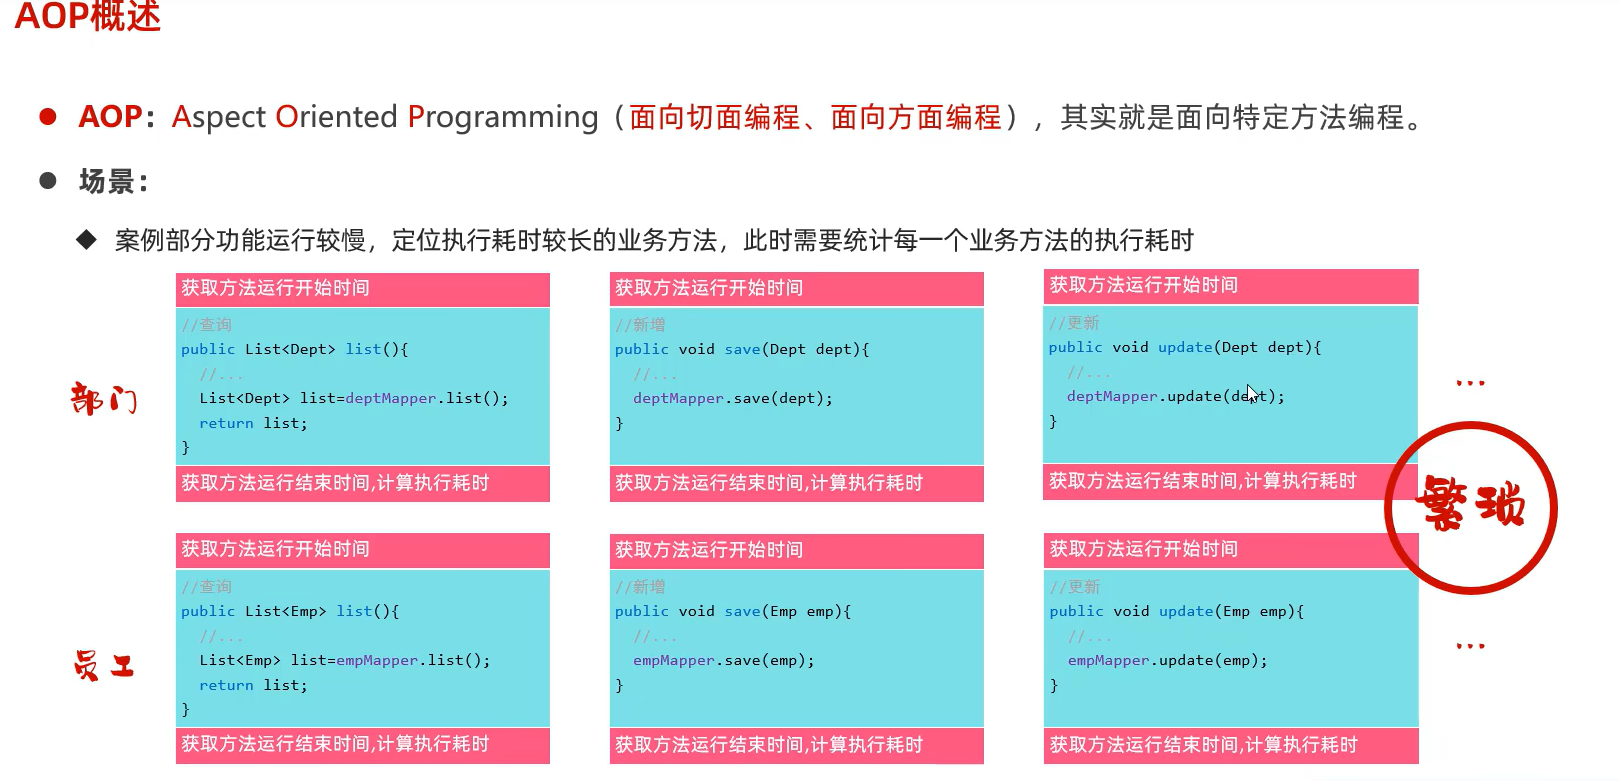 AOP概述
AOP：Aspect Oriented Programming（面向切面编程、面向方面编程），其实就是面向特定方法编程。
场景：
案例部分功能运行较慢，定位执行耗时较长的业务方法，此时需要统计每一个业务方法的执行耗时
部门
获取方法运行开始时间
//查询
public List<Dept> list(){
//...
List<Dept> list=deptMapper.list();
return list;
}
获取方法运行结束时间,计算执行耗时
获取方法运行开始时间
//新增
public void save(Dept dept){
//...
deptMapper.save(dept);
}
获取方法运行结束时间,计算执行耗时
获取方法运行开始时间
//更新
public void update(Dept dept){
//...
deptMapper.update(dept);
}
获取方法运行结束时间,计算执行耗时
...
繁琐
员工
获取方法运行开始时间
//查询
public List<Emp> list(){
//...
List<Emp> list=empMapper.list();
return list;
}
获取方法运行结束时间,计算执行耗时
获取方法运行开始时间
//新增
public void save(Emp emp){
//...
empMapper.save(emp);
}
获取方法运行结束时间,计算执行耗时
获取方法运行开始时间
//更新
public void update(Emp emp){
//...
empMapper.update(emp);
}
获取方法运行结束时间,计算执行耗时
...